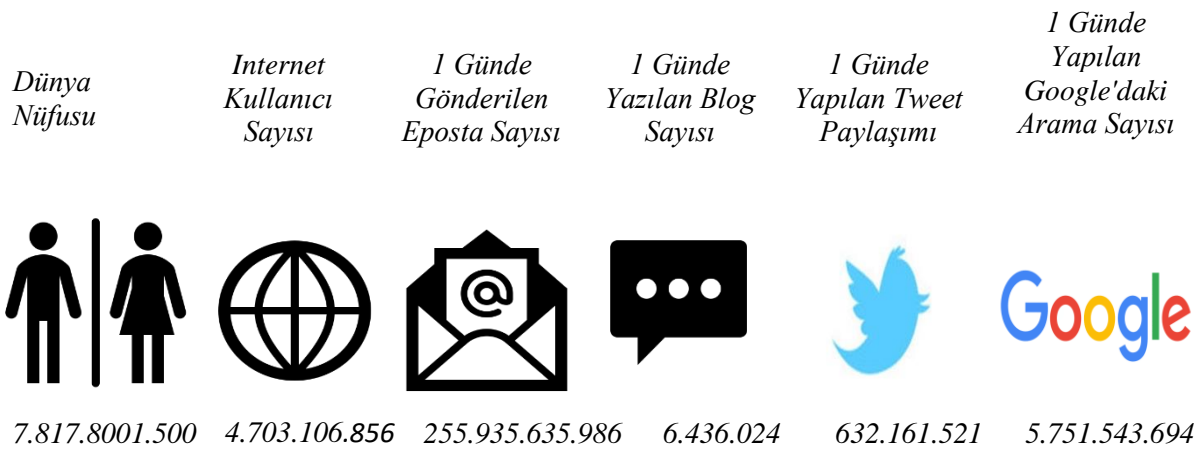 Dünya
Nüfusu
Internet
Kullanıcı
Sayısı
1 Günde
Gönderilen
Eposta Sayısı
1 Günde
Yazılan Blog
Sayısı
1 Günde
Yapılan Tweet
Paylaşımı
1 Günde
Yapılan
Google'daki
Arama Sayısı
@
Google
7.817.8001.500
4.703.106.856
255.935.635.986
6.436.024
632.161.521
5.751.543.694